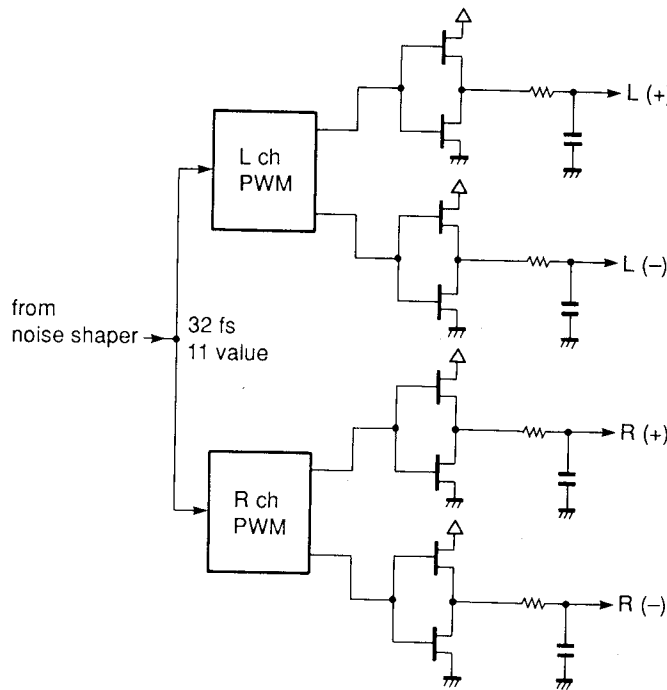 L (+)
L ch
PWM
L (–)
from
noise shaper
32 fs
11 value
R (+)
R ch
PWM
R (–)